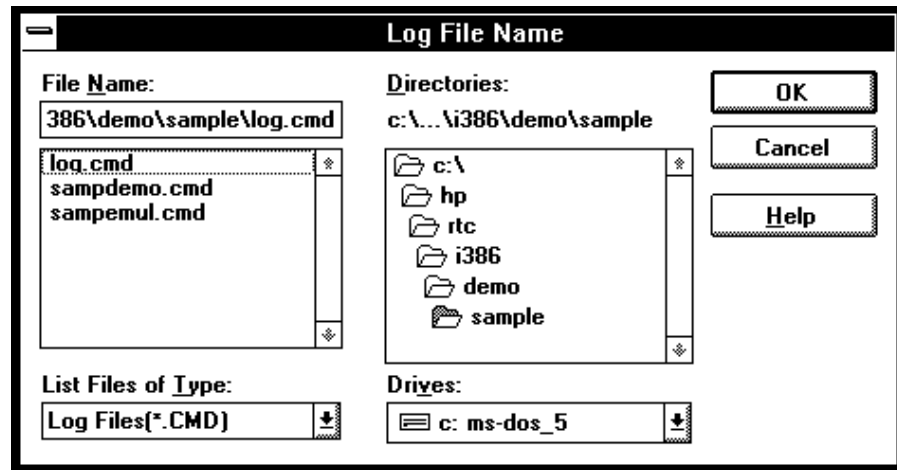 Log File Name
File Name:
386\demo\sample\log.cmd
log.cmd
sampdemo.cmd
sampemul.cmd
List Files of Type:
Log Files(*.CMD)
Directories:
c:\...\i386\demo\sample
c:\
hp
rtc
i386
demo
sample
Drives:
c: ms-dos_5
OK
Cancel
Help